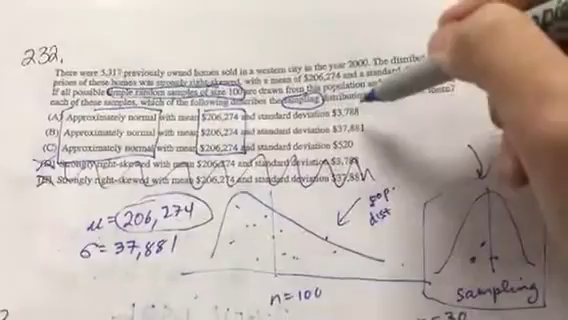 232.
There were 5,317 previously owned homes sold in a western city in the year 2000. The distribu
prices of these homes was strongly right-skewed, with a mean of $206,274 and a standard
If all possible simple random samples of size 100 are drawn from this population
each of these samples, which of the following describes the sampling distribution
(A) Approximately normal with mean $206,274 and standard deviation $3,788
(B) Approximately normal with mean $206,274 and standard deviation $37,881
(C) Approximately normal with mean $206,274 and standard deviation $520
Strongly right-skewed with mean $206,274 and standard deviation $3,788
Strongly right-skewed with mean $206,274 and standard deviation $37,881
μ = 206,274
σ = 37,881
pop.
dist
n=100
sampling